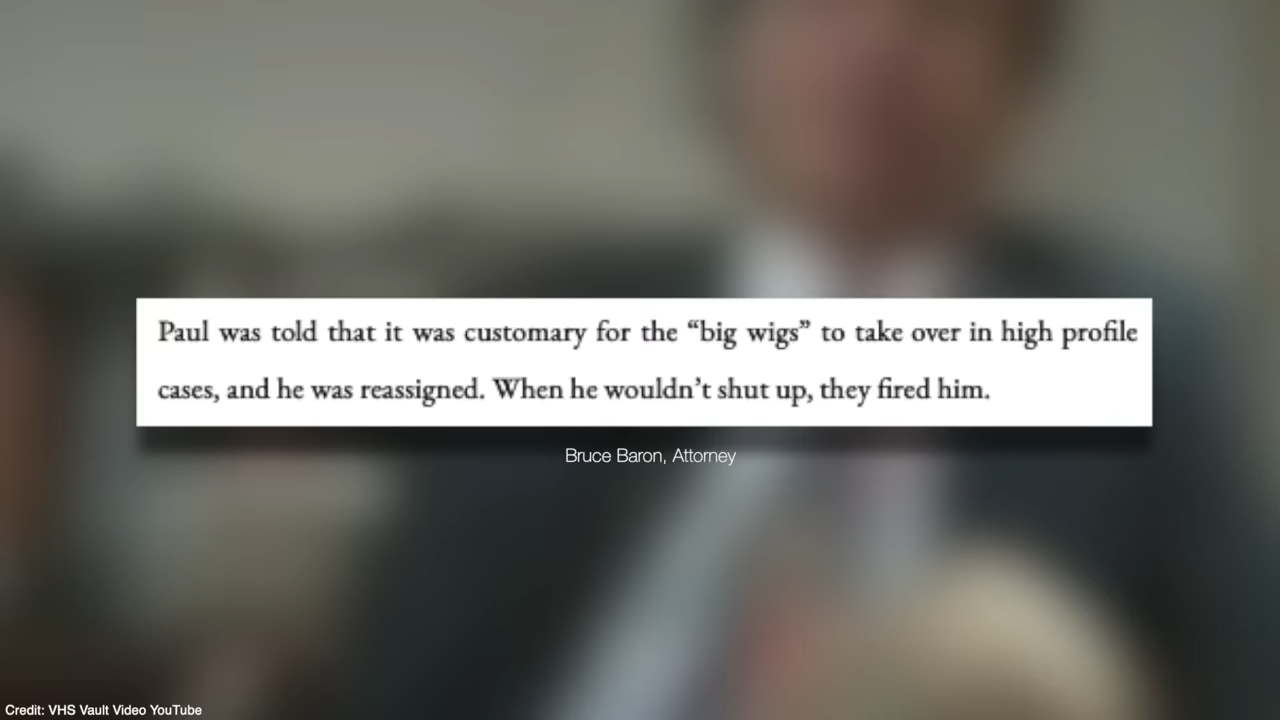 Paul was told that it was customary for the “big wigs” to take over in high profile
cases, and he was reassigned. When he wouldn’t shut up, they fired him.
Bruce Baron, Attorney
Credit: VHS Vault Video YouTube